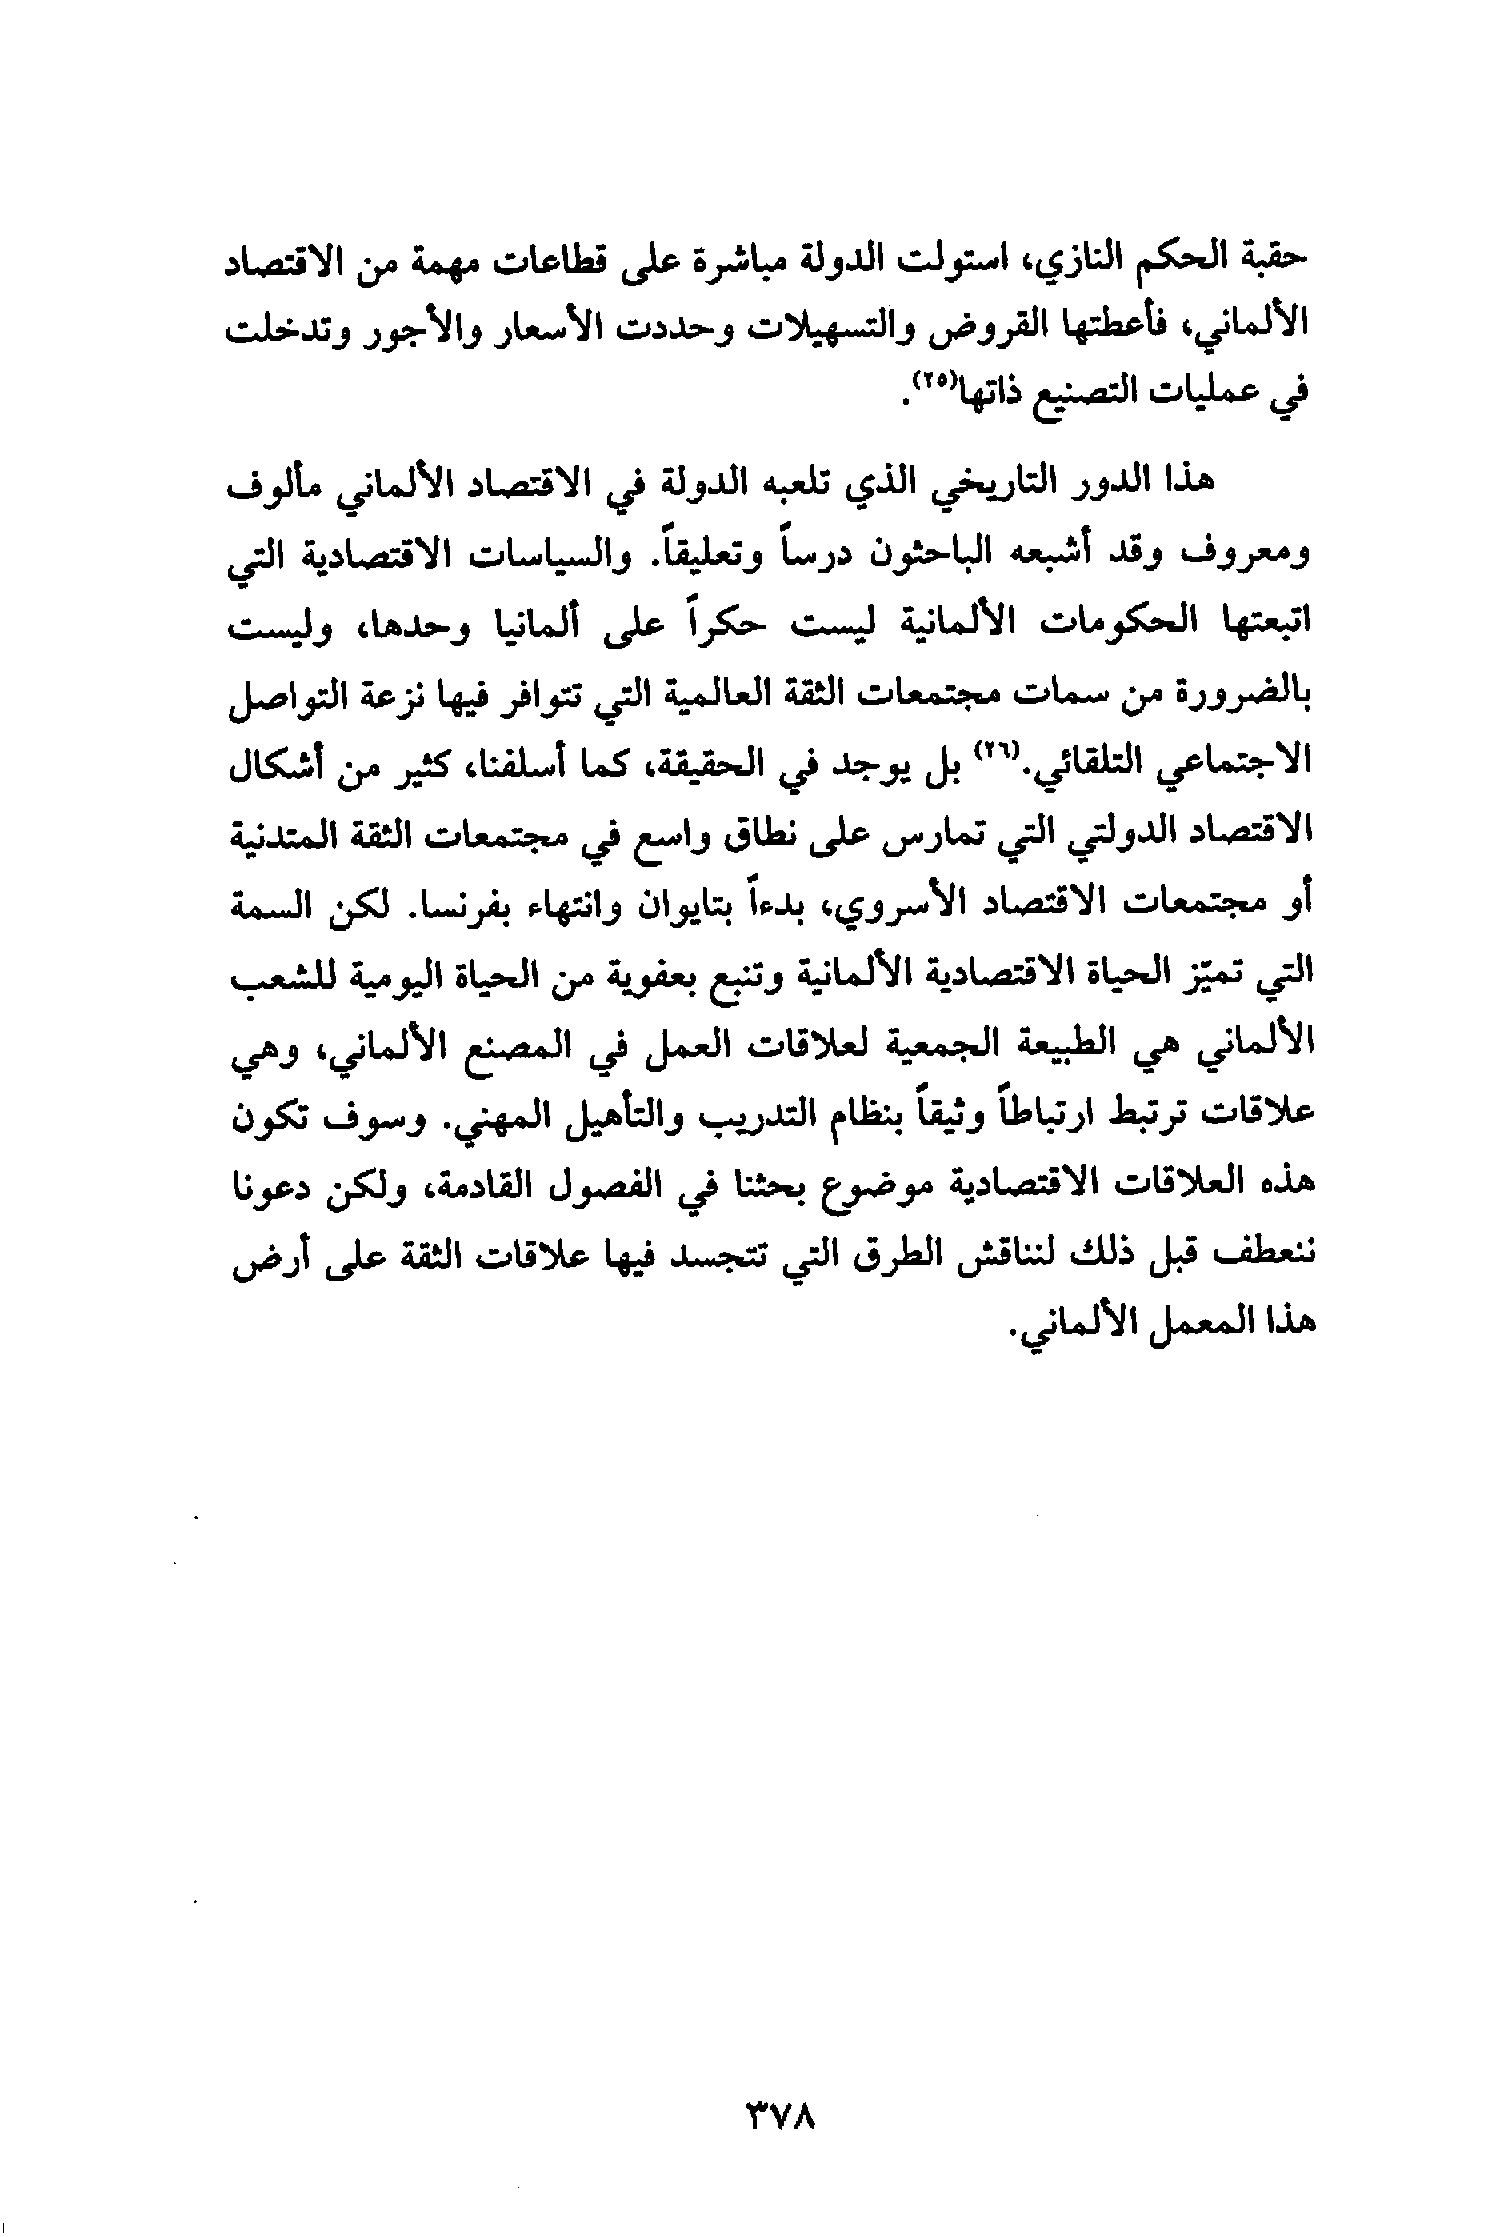 حقبة الحكم النازي، استولت الدولة مباشرة على قطاعات مهمة من الاقتصاد
الألماني، فأعطتها القروض والتسهيلات وحددت الأسعار والأجور وتدخلت
في عمليات التصنيع ذاتها(٢٥).
هذا الدور التاريخي الذي تلعبه الدولة في الاقتصاد الألماني مألوف
ومعروف وقد أشبعه الباحثون درساً وتعليقاً. والسياسات الاقتصادية التي
اتبعتها الحكومات الألمانية ليست حكراً على ألمانيا وحدها، وليست
بالضرورة من سمات مجتمعات الثقة العالمية التي تتوافر فيها نزعة التواصل
الاجتماعي التلقائي.(٢٦) بل يوجد في الحقيقة، كما أسلفنا، كثير من أشكال
الاقتصاد الدولتي التي تمارس على نطاق واسع في مجتمعات الثقة المتدنية
أو مجتمعات الاقتصاد الأسروي، بدءاً بتايوان وانتهاء بفرنسا. لكن السمة
التي تميّز الحياة الاقتصادية الألمانية وتنبع بعفوية من الحياة اليومية للشعب
الألماني هي الطبيعة الجمعية لعلاقات العمل في المصنع الألماني، وهي
علاقات ترتبط ارتباطاً وثيقاً بنظام التدريب والتأهيل المهني. وسوف تكون
هذه العلاقات الاقتصادية موضوع بحثنا في الفصول القادمة، ولكن دعونا
ننعطف قبل ذلك لنناقش الطرق التي تتجسد فيها علاقات الثقة على أرض
هذا المعمل الألماني.
٣٧٨